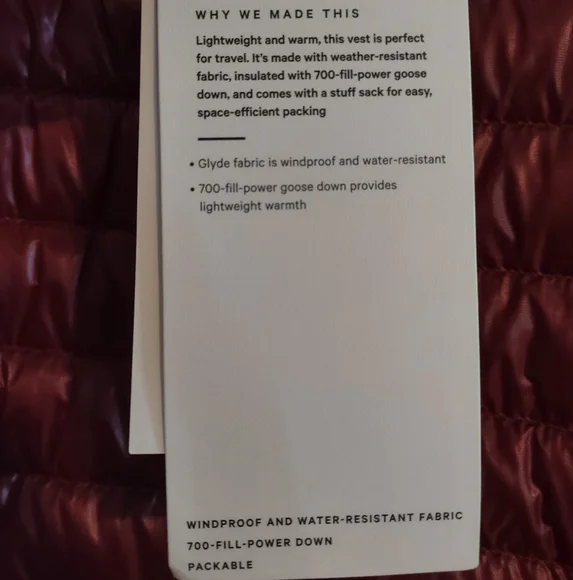 WHY WE MADE THIS
Lightweight and warm, this vest is perfect
for travel. It's made with weather-resistant
fabric, insulated with 700-fill-power goose
down, and comes with a stuff sack for easy,
space-efficient packing
• Glyde fabric is windproof and water-resistant
• 700-fill-power goose down provides
lightweight warmth
WINDPROOF AND WATER-RESISTANT FABRIC
700-FILL-POWER DOWN
PACKABLE